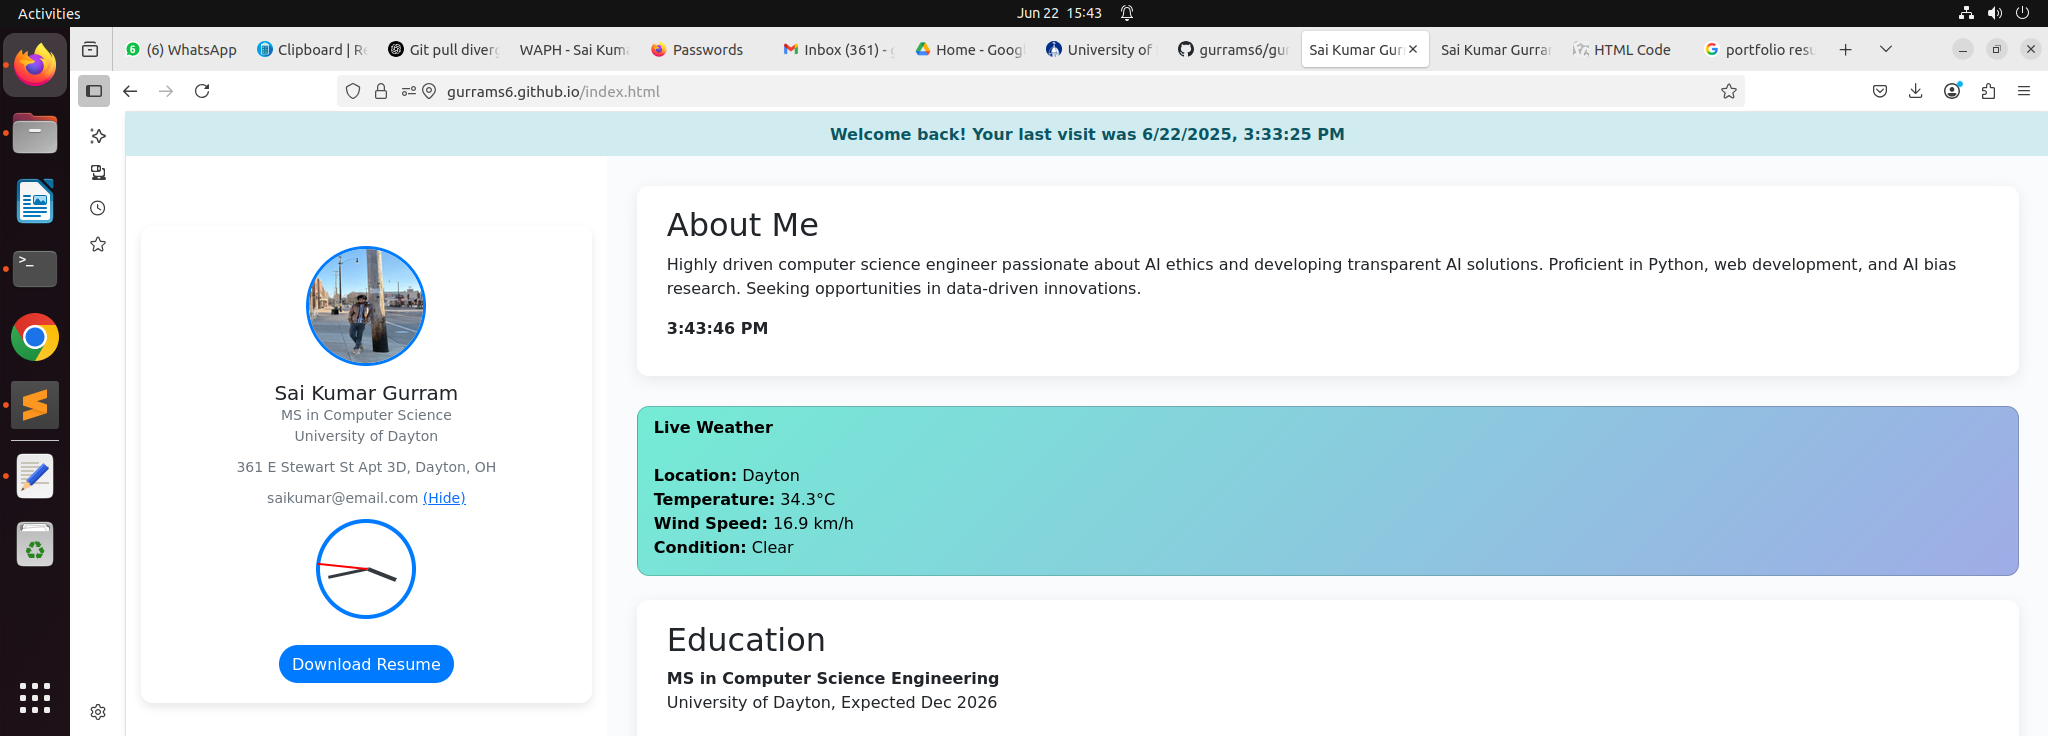 Activities
Jun 22 15:43
(6) WhatsApp
Clipboard | Re
Git pull diverg
WAPH - Sai Kuma
Passwords
Inbox (361) - g
Home - Googl
University of
gurrams6/gur
Sai Kumar Gur
Sai Kumar Gurrar
HTML Code
portfolio resu
gurrams6.github.io/index.html
Welcome back! Your last visit was 6/22/2025, 3:33:25 PM
Sai Kumar Gurram
MS in Computer Science
University of Dayton
361 E Stewart St Apt 3D, Dayton, OH
saikumar@email.com (Hide)
Download Resume
About Me
Highly driven computer science engineer passionate about AI ethics and developing transparent AI solutions. Proficient in Python, web development, and AI bias
research. Seeking opportunities in data-driven innovations.
3:43:46 PM
Live Weather
Location: Dayton
Temperature: 34.3°C
Wind Speed: 16.9 km/h
Condition: Clear
Education
MS in Computer Science Engineering
University of Dayton, Expected Dec 2026